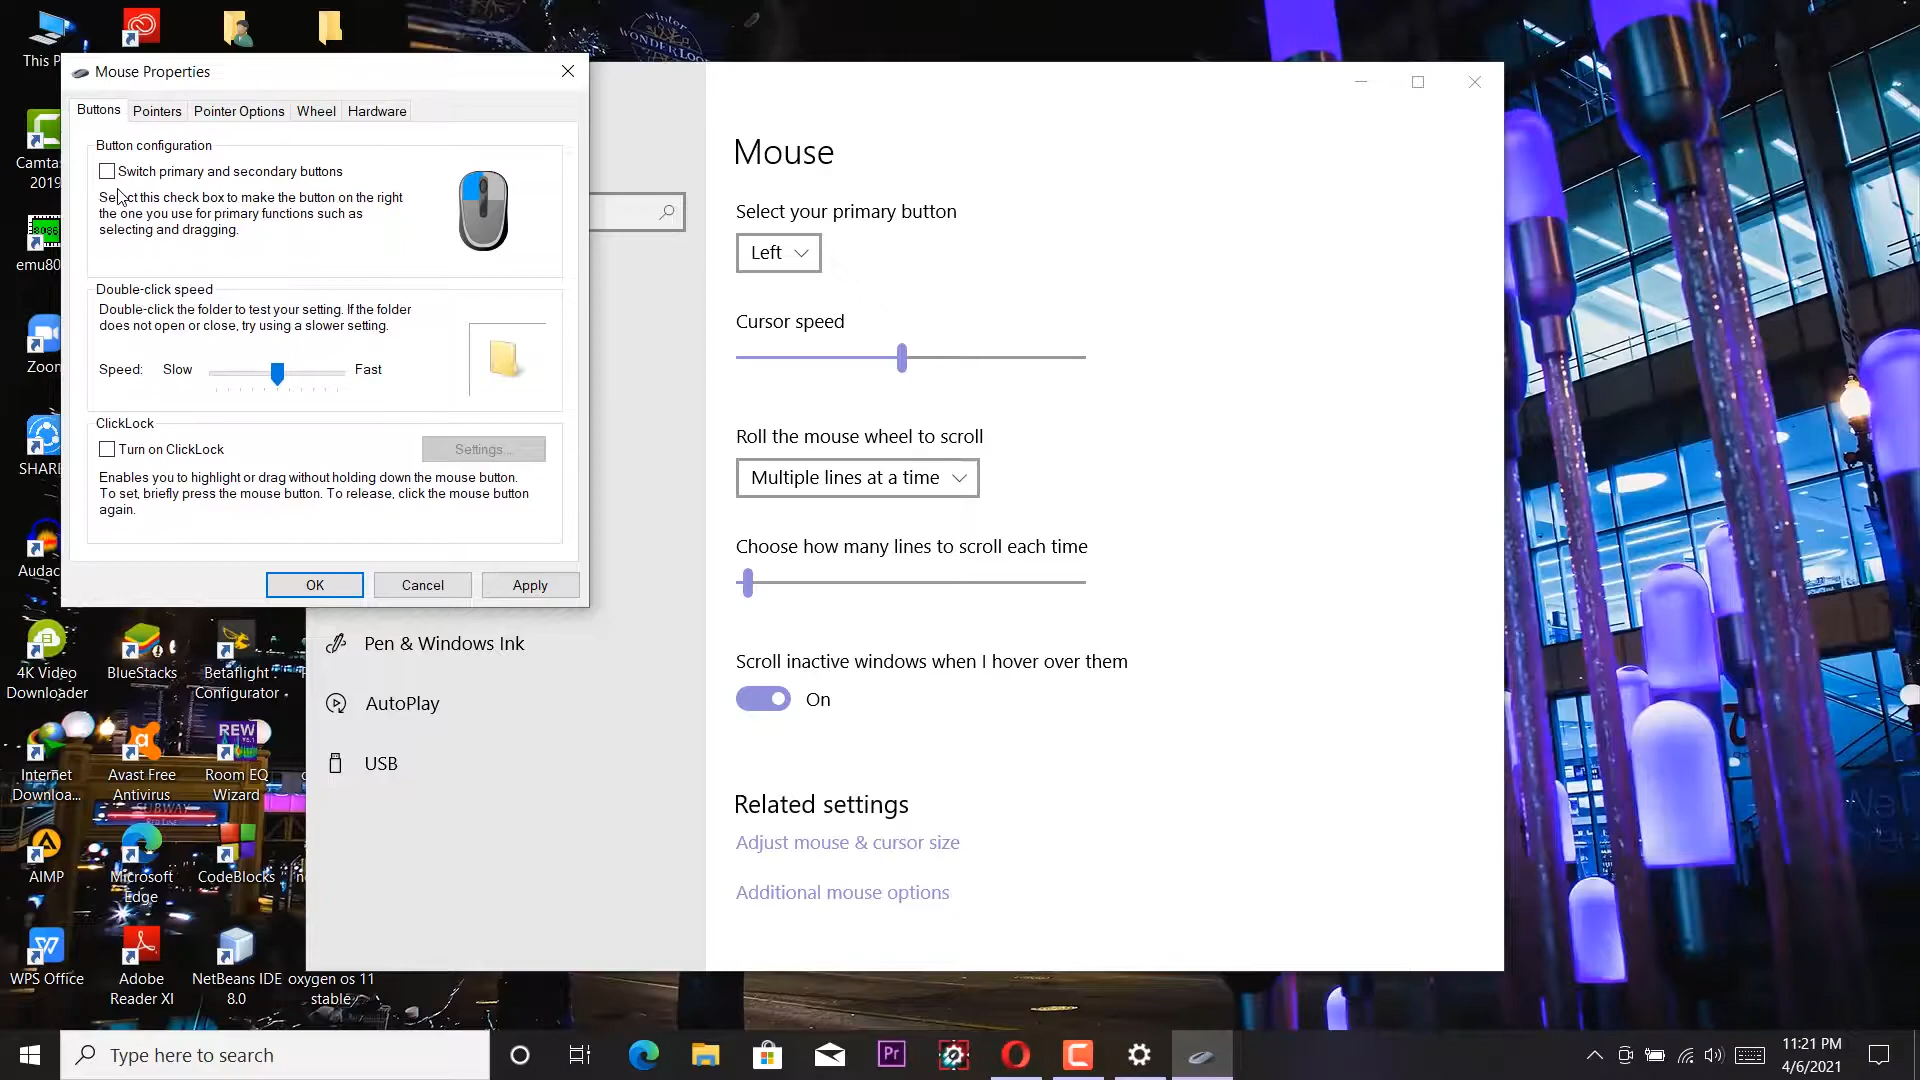 This P
winter
WONDERLOO
Mouse Properties
Buttons
Pointers
Pointer Options
Wheel
Hardware
Button configuration
Switch primary and secondary buttons
Select this check box to make the button on the right
the one you use for primary functions such as
selecting and dragging.
Double-click speed
Double-click the folder to test your setting. If the folder
does not open or close, try using a slower setting.
Speed:
Slow
Fast
ClickLock
Turn on ClickLock
Settings...
Enables you to highlight or drag without holding down the mouse button.
To set, briefly press the mouse button. To release, click the mouse button
again.
OK
Cancel
Apply
Camta
2019
8086
emu80
Zoom
SHARE
Audac
Mouse
Select your primary button
Left
Cursor speed
Roll the mouse wheel to scroll
Multiple lines at a time
Choose how many lines to scroll each time
Scroll inactive windows when I hover over them
On
Related settings
Adjust mouse & cursor size
Additional mouse options
Pen & Windows Ink
AutoPlay
USB
4K Video
Downloader
BlueStacks
Betaflight
Configurator
Internet
Downloa...
Avast Free
Antivirus
REW
Room EQ
Wizard
SUBWAY
AIMP
Microsoft
Edge
CodeBlocks
WPS Office
Adobe
Reader XI
NetBeans IDE
8.0
oxygen os 11
stable
Type here to search
Pr
11:21 PM
4/6/2021